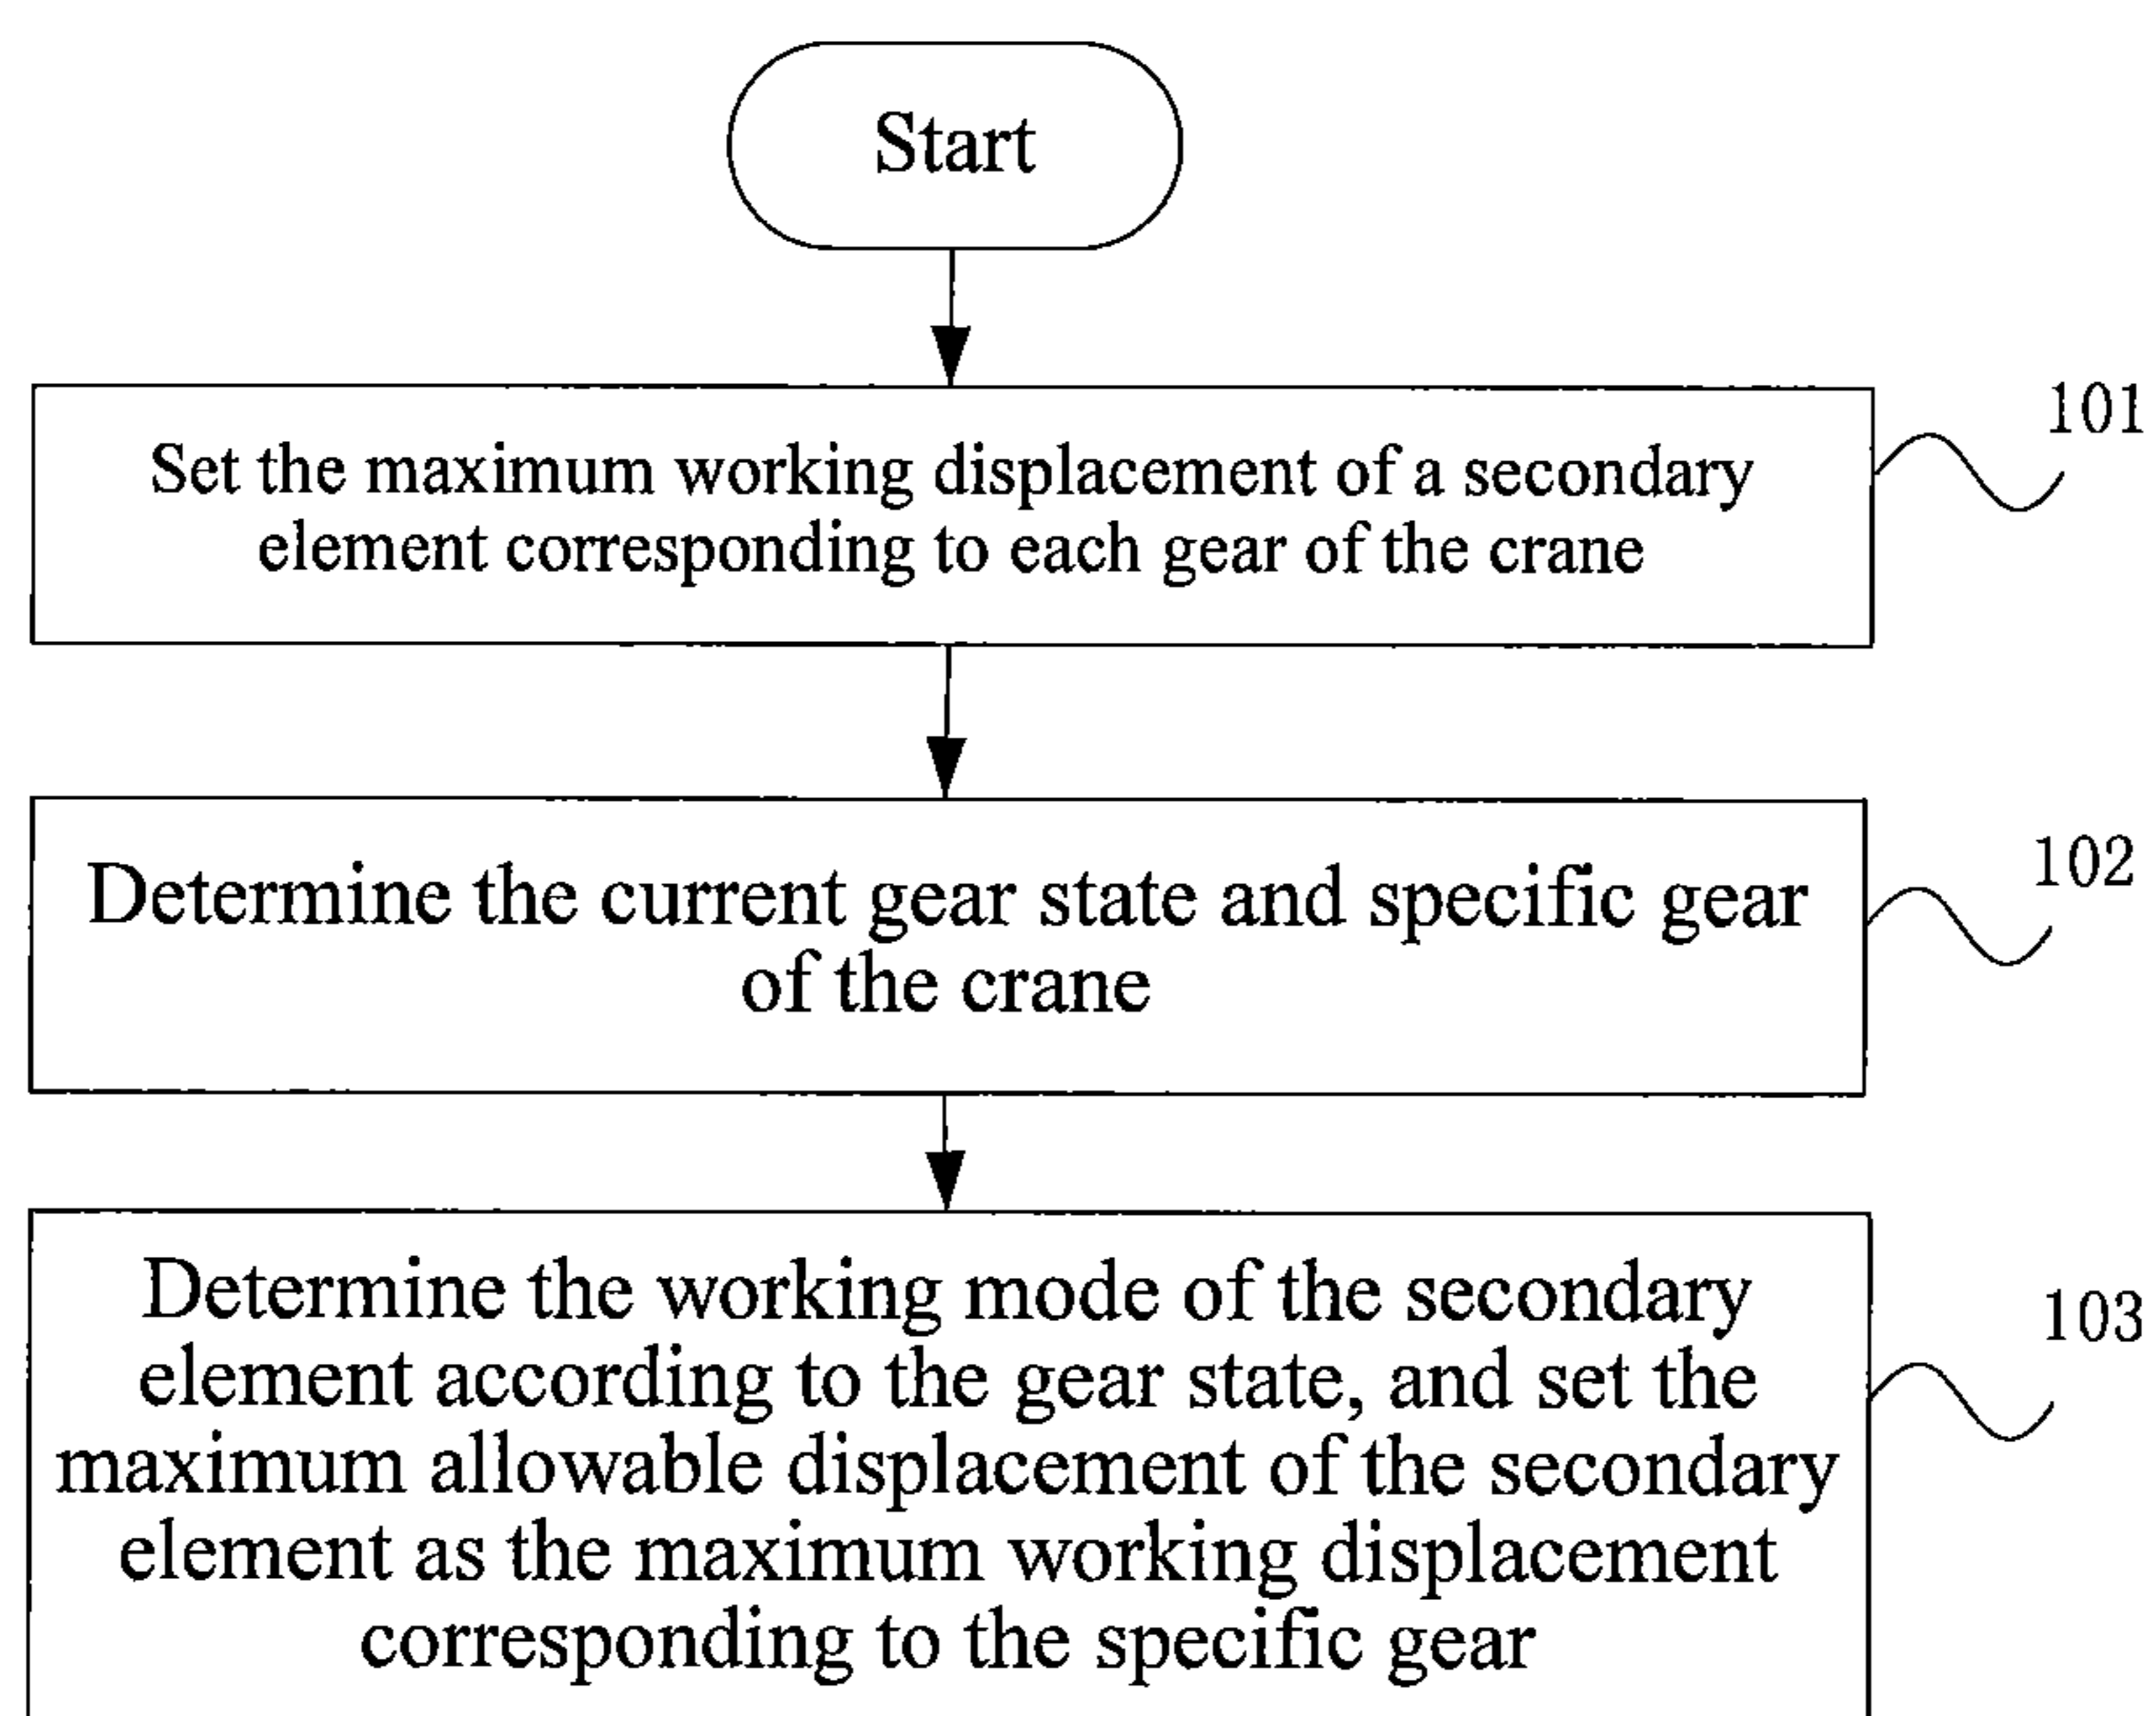 Start
Set the maximum working displacement of a secondary
element corresponding to each gear of the crane
101
Determine the current gear state and specific gear
of the crane
102
Determine the working mode of the secondary
element according to the gear state, and set the
maximum allowable displacement of the secondary
element as the maximum working displacement
corresponding to the specific gear
103